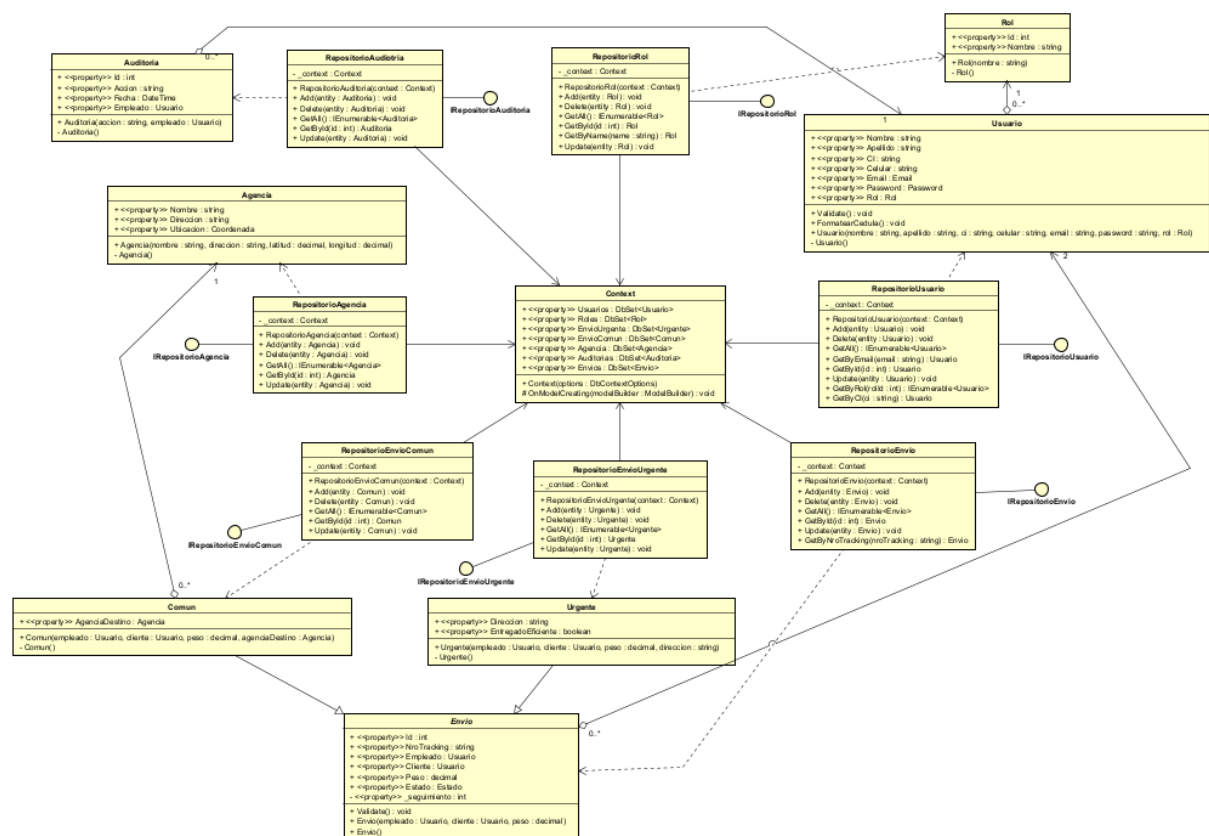 Auditoria
+ <<property>> Id : int
+ <<property>> Accion : string
+ <<property>> Fecha : DateTime
+ <<property>> Empleado : Usuario
+ Auditoria(accion : string, empleado : Usuario)
- Auditoria()
0..*
RepositorioAudiotria
- _context : Context
+ RepositorioAuditoria(context : Context)
+ Add(entity : Auditoria) : void
+ Delete(entity : Auditoria) : void
+ GetAll() : IEnumerable<Auditoria>
+ GetById(id : int) : Auditoria
+ Update(entity : Auditoria) : void
IRepositorioAuditoria
RepositorioRol
- _context : Context
+ RepositorioRol(context : Context)
+ Add(entity : Rol) : void
+ Delete(entity : Rol) : void
+ GetAll() : IEnumerable<Rol>
+ GetById(id : int) : Rol
+ GetByName(name : string) : Rol
+ Update(entity : Rol) : void
IRepositorioRol
Rol
+ <<property>> Id : int
+ <<property>> Nombre : string
+ Rol(nombre : string)
- Rol()
1
0..*
1
Usuario
+ <<property>> Nombre : string
+ <<property>> Apellido : string
+ <<property>> CI : string
+ <<property>> Celular : string
+ <<property>> Email : Email
+ <<property>> Password : Password
+ <<property>> Rol : Rol
+ Validate() : void
+ FormatearCedula() : void
+ Usuario(nombre : string, apellido : string, ci : string, celular : string, email : string, password : string, rol : Rol)
- Usuario()
2
Agencia
+ <<property>> Nombre : string
+ <<property>> Direccion : string
+ <<property>> Ubicacion : Coordenada
+ Agencia(nombre : string, direccion : string, latitud : decimal, longitud : decimal)
- Agencia()
1
RepositorioAgencia
- _context : Context
+ RepositorioAgencia(context : Context)
+ Add(entity : Agencia) : void
+ Delete(entity : Agencia) : void
+ GetAll() : IEnumerable<Agencia>
+ GetById(id : int) : Agencia
+ Update(entity : Agencia) : void
IRepositorioAgencia
Context
+ <<property>> Usuarios : DbSet<Usuario>
+ <<property>> Roles : DbSet<Rol>
+ <<property>> EnvioUrgente : DbSet<Urgente>
+ <<property>> EnvioComun : DbSet<Comun>
+ <<property>> Agencia : DbSet<Agencia>
+ <<property>> Auditorias : DbSet<Auditoria>
+ <<property>> Envios : DbSet<Envio>
+ Context(options : DbContextOptions)
# OnModelCreating(modelBuilder : ModelBuilder) : void
RepositorioUsuario
- _context : Context
+ RepositorioUsuario(context : Context)
+ Add(entity : Usuario) : void
+ Delete(entity : Usuario) : void
+ GetAll() : IEnumerable<Usuario>
+ GetByEmail(email : string) : Usuario
+ GetById(id : int) : Usuario
+ Update(entity : Usuario) : void
+ GetByRol(rolId : int) : IEnumerable<Usuario>
+ GetByCI(ci : string) : Usuario
IRepositorioUsuario
RepositorioEnvioComun
- _context : Context
+ RepositorioEnvioComun(context : Context)
+ Add(entity : Comun) : void
+ Delete(entity : Comun) : void
+ GetAll() : IEnumerable<Comun>
+ GetById(id : int) : Comun
+ Update(entity : Comun) : void
IRepositorioEnvioComun
RepositorioEnvioUrgente
- _context : Context
+ RepositorioEnvioUrgente(context : Context)
+ Add(entity : Urgente) : void
+ Delete(entity : Urgente) : void
+ GetAll() : IEnumerable<Urgente>
+ GetById(id : int) : Urgente
+ Update(entity : Urgente) : void
IRepositorioEnvioUrgente
RepositorioEnvio
- _context : Context
+ RepositorioEnvio(context : Context)
+ Add(entity : Envio) : void
+ Delete(entity : Envio) : void
+ GetAll() : IEnumerable<Envio>
+ GetById(id : int) : Envio
+ Update(entity : Envio) : void
+ GetByNroTracking(nroTracking : string) : Envio
IRepositorioEnvio
0..*
Comun
+ <<property>> AgenciaDestino : Agencia
+ Comun(empleado : Usuario, cliente : Usuario, peso : decimal, agenciaDestino : Agencia)
- Comun()
Urgente
+ <<property>> Direccion : string
+ <<property>> EntregadoEficiente : boolean
+ Urgente(empleado : Usuario, cliente : Usuario, peso : decimal, direccion : string)
- Urgente()
Envio
+ <<property>> Id : int
+ <<property>> NroTracking : string
+ <<property>> Empleado : Usuario
+ <<property>> Cliente : Usuario
+ <<property>> Peso : decimal
+ <<property>> Estado : Estado
- <<property>> _seguimiento : int
+ Validate() : void
+ Envio(empleado : Usuario, cliente : Usuario, peso : decimal)
+ Envio()
0..*